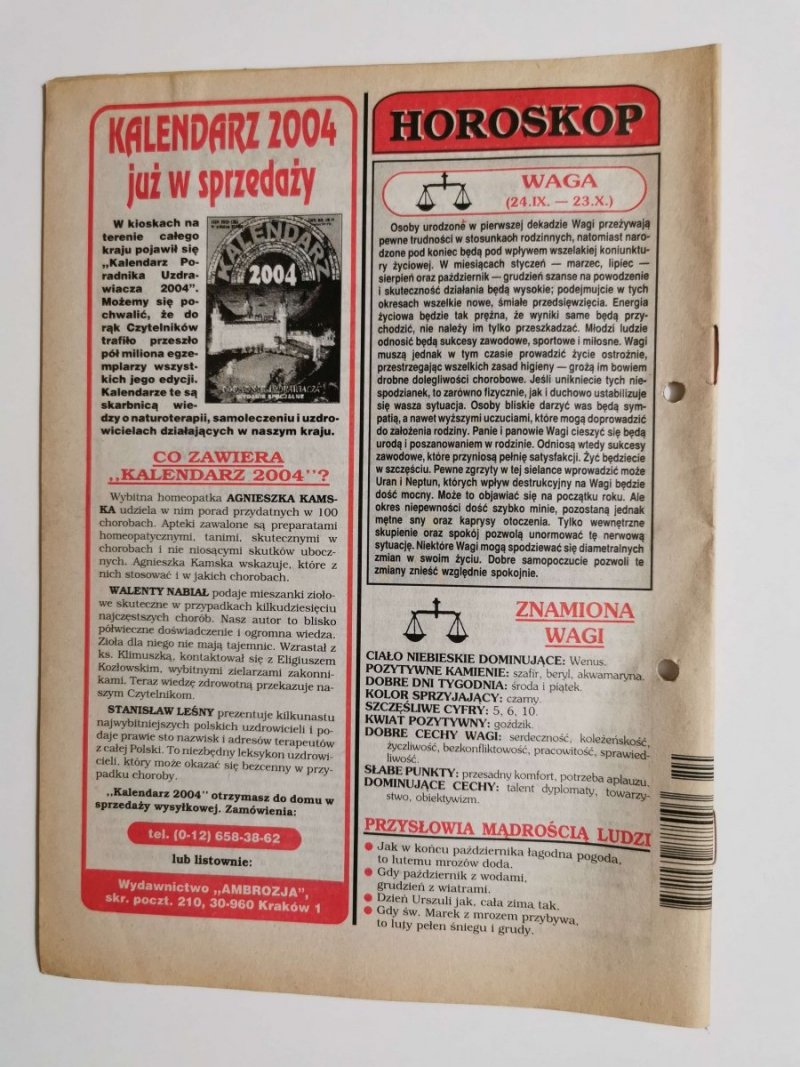 KALENDARZ 2004
już w sprzedaży
W kioskach na
terenie całego
kraju pojawił się
„Kalendarz Po-
radnika Uzdra-
wiacza 2004”.
Możemy się po-
chwalić, że do
rąk Czytelników
trafiło przeszło
pół miliona egze-
mplarzy wszyst-
kich jego edycji.
Kalendarze te są
skarbnicą wie-
dzy o naturoterapii, samoleczeniu i uzdro-
wicielach działających w naszym kraju.
KALENDARZ
2004
WYDANIE SPECJALNE
CO ZAWIERA
„KALENDARZ 2004”?
Wybitna homeopatka AGNIESZKA KAMS-
KA udziela w nim porad przydatnych w 100
chorobach. Apteki zawalone są preparatami
homeopatycznymi, tanimi, skutecznymi w
chorobach i nie niosącymi skutków ubocz-
nych. Agnieszka Kamska wskazuje, które z
nich stosować i w jakich chorobach.
WALENTY NABIAŁ podaje mieszanki zioło-
we skuteczne w przypadkach kilkudziesięciu
najczęstszych chorób. Nasz autor to blisko
półwieczne doświadczenie i ogromna wiedza.
Zioła dla niego nie mają tajemnic. Wzrastał z
ks. Klimuszką, kontaktował się z Eligiuszem
Kozłowskim, wybitnymi zielarzami zakonni-
kami. Teraz wiedzę zdrowotną przekazuje na-
szym Czytelnikom.
STANISŁAW LEŚNY prezentuje kilkunastu
najwybitniejszych polskich uzdrowicieli i po-
daje prawie sto nazwisk i adresów terapeutów
z całej Polski. To niezbędny leksykon uzdrowi-
cieli, który może okazać się bezcenny w przy-
padku choroby.
„Kalendarz 2004” otrzymasz do domu w
sprzedaży wysyłkowej. Zamówienia:
tel. (0-12) 658-38-62
lub listownie:
Wydawnictwo „AMBROZJA”,
skr. poczt. 210, 30-960 Kraków 1
HOROSKOP
WAGA
(24.IX. — 23.X.)
Osoby urodzone w pierwszej dekadzie Wagi przeżywają
pewne trudności w stosunkach rodzinnych, natomiast naro-
dzone pod koniec będą pod wpływem wszelakiej koniunktu-
ry życiowej. W miesiącach styczeń — marzec, lipiec —
sierpień oraz październik — grudzień szanse na powodzenie
i skuteczność działania będą wysokie; podejmujcie w tych
okresach wszelkie nowe, śmiałe przedsięwzięcia. Energia
życiowa będzie tak prężna, że wyniki same będą przy-
chodzić, nie należy im tylko przeszkadzać. Młodzi ludzie
odnosić będą sukcesy zawodowe, sportowe i miłosne. Wagi
muszą jednak w tym czasie prowadzić życie ostrożnie,
przestrzegając wszelkich zasad higieny — grożą im bowiem
drobne dolegliwości chorobowe. Jeśli unikniecie tych nie-
spodzianek, to zarówno fizycznie, jak i duchowo ustabilizuje
się wasza sytuacja. Osoby bliskie darzyć was będą sym-
patią, a nawet wyższymi uczuciami, które mogą doprowadzić
do założenia rodziny. Panie i panowie Wagi cieszyć się będą
urodą i poszanowaniem w rodzinie. Odniosą wtedy sukcesy
zawodowe, które przyniosą pełnię satysfakcji. Żyć będziecie
w szczęściu. Pewne zgrzyty w tej sielance wprowadzić może
Uran i Neptun, których wpływ destrukcyjny na Wagi będzie
dość mocny. Może to objawiać się na początku roku. Ale
okres niepewności dość szybko minie, pozostaną jednak
mętne sny oraz kaprysy otoczenia. Tylko wewnętrzne
skupienie oraz spokój pozwolą unormować tę nerwową
sytuację. Niektóre Wagi mogą spodziewać się diametralnych
zmian w swoim życiu. Dobre samopoczucie pozwoli te
zmiany znieść względnie spokojnie.
ZNAMIONA
WAGI
CIAŁO NIEBIESKIE DOMINUJĄCE: Wenus.
POZYTYWNE KAMIENIE: szafir, beryl, akwamaryna.
DOBRE DNI TYGODNIA: środa i piątek.
KOLOR SPRZYJAJĄCY: czarny.
SZCZĘŚLIWE CYFRY: 5, 6, 10.
KWIAT POZYTYWNY: goździk.
DOBRE CECHY WAGI: serdeczność, koleżeńskość,
życzliwość, bezkonfliktowość, pracowitość, sprawied-
liwość.
SŁABE PUNKTY: przesadny komfort, potrzeba aplauzu.
DOMINUJĄCE CECHY: talent dyplomaty, towarzy-
stwo, obiektywizm.
PRZYSŁOWIA MĄDROŚCIĄ LUDZI
● Jak w końcu października łagodna pogoda,
to lutemu mrozów doda.
● Gdy październik z wodami,
grudzień z wiatrami.
● Dzień Urszuli jak, cała zima tak.
● Gdy św. Marek z mrozem przybywa,
to luty pełen śniegu i grudy.